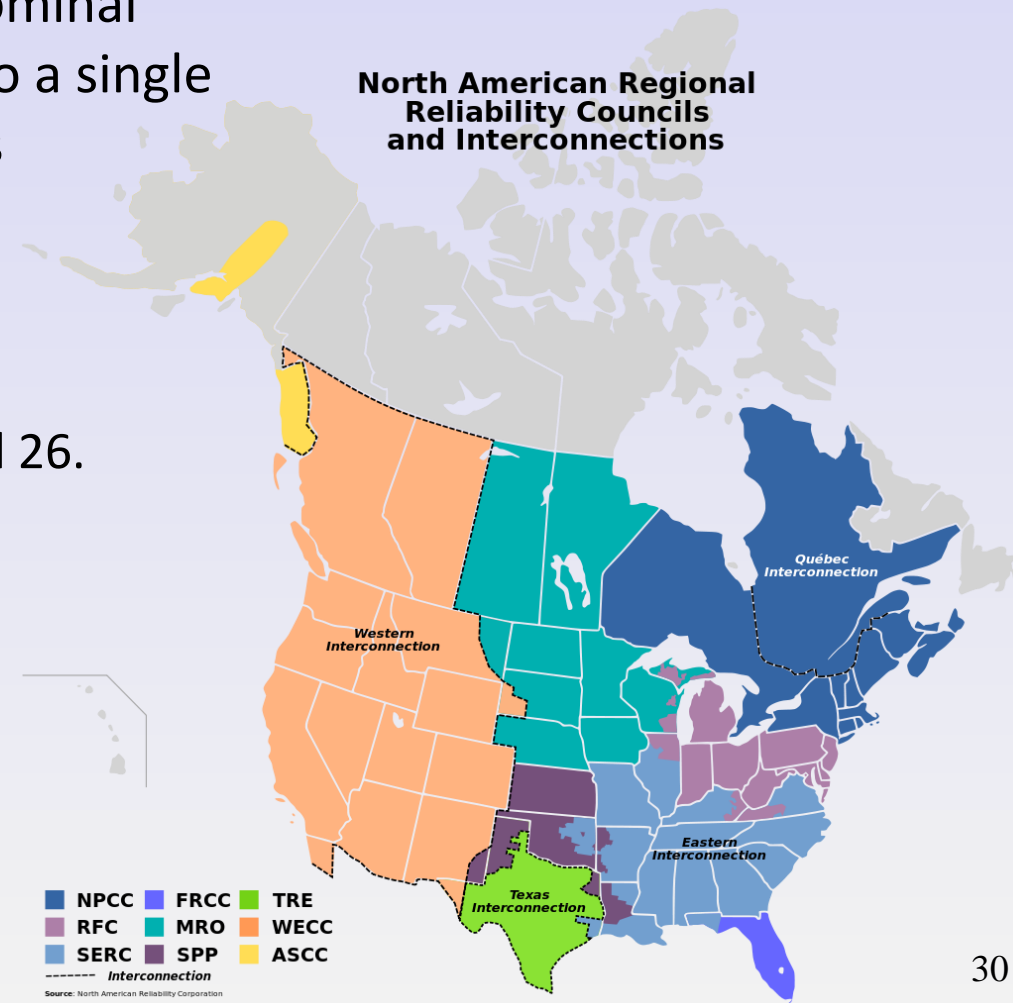 o a single
North American Regional
Reliability Councils
and Interconnections
26.
Québec
Interconnection
Western
Interconnection
Eastern
Interconnection
Texas
Interconnection
NPCC FRCC TRE
RFC MRO WECC
SERC SPP ASCC
Interconnection
Source: North American Reliability Corporation
30